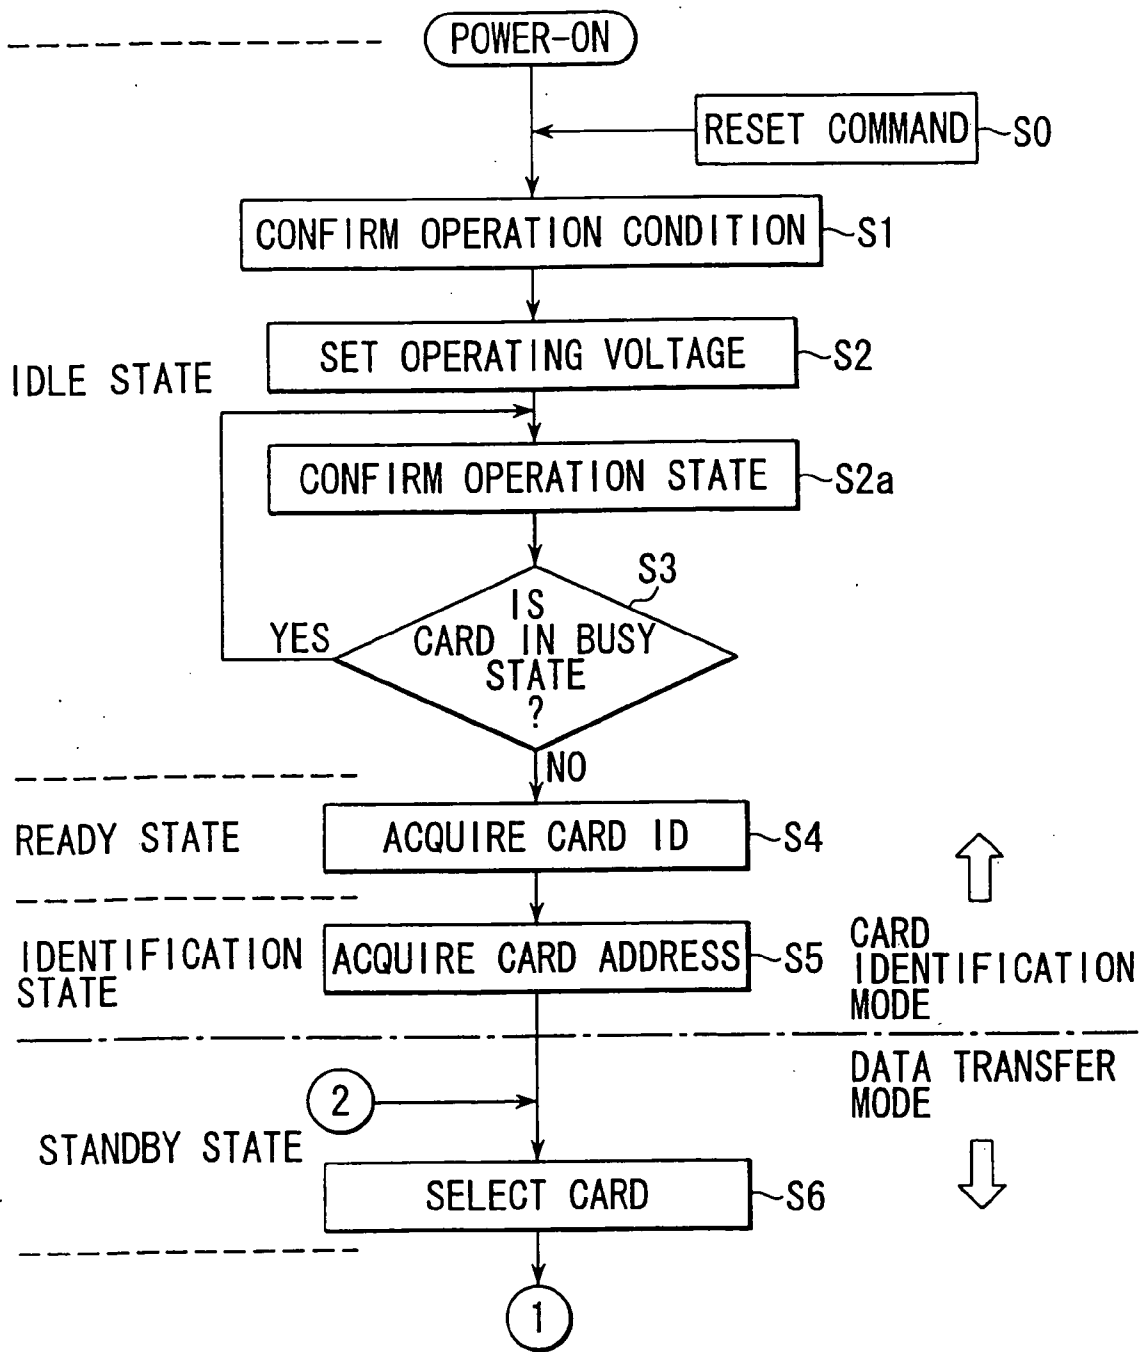 POWER-ON
RESET COMMAND
S0
CONFIRM OPERATION CONDITION
S1
SET OPERATING VOLTAGE
S2
IDLE STATE
CONFIRM OPERATION STATE
S2a
S3
IS
CARD IN BUSY
STATE
?
YES
NO
READY STATE
ACQUIRE CARD ID
S4
IDENTIFICATION
STATE
ACQUIRE CARD ADDRESS
S5
CARD
IDENTIFICATION
MODE
DATA TRANSFER
MODE
2
STANDBY STATE
SELECT CARD
S6
1